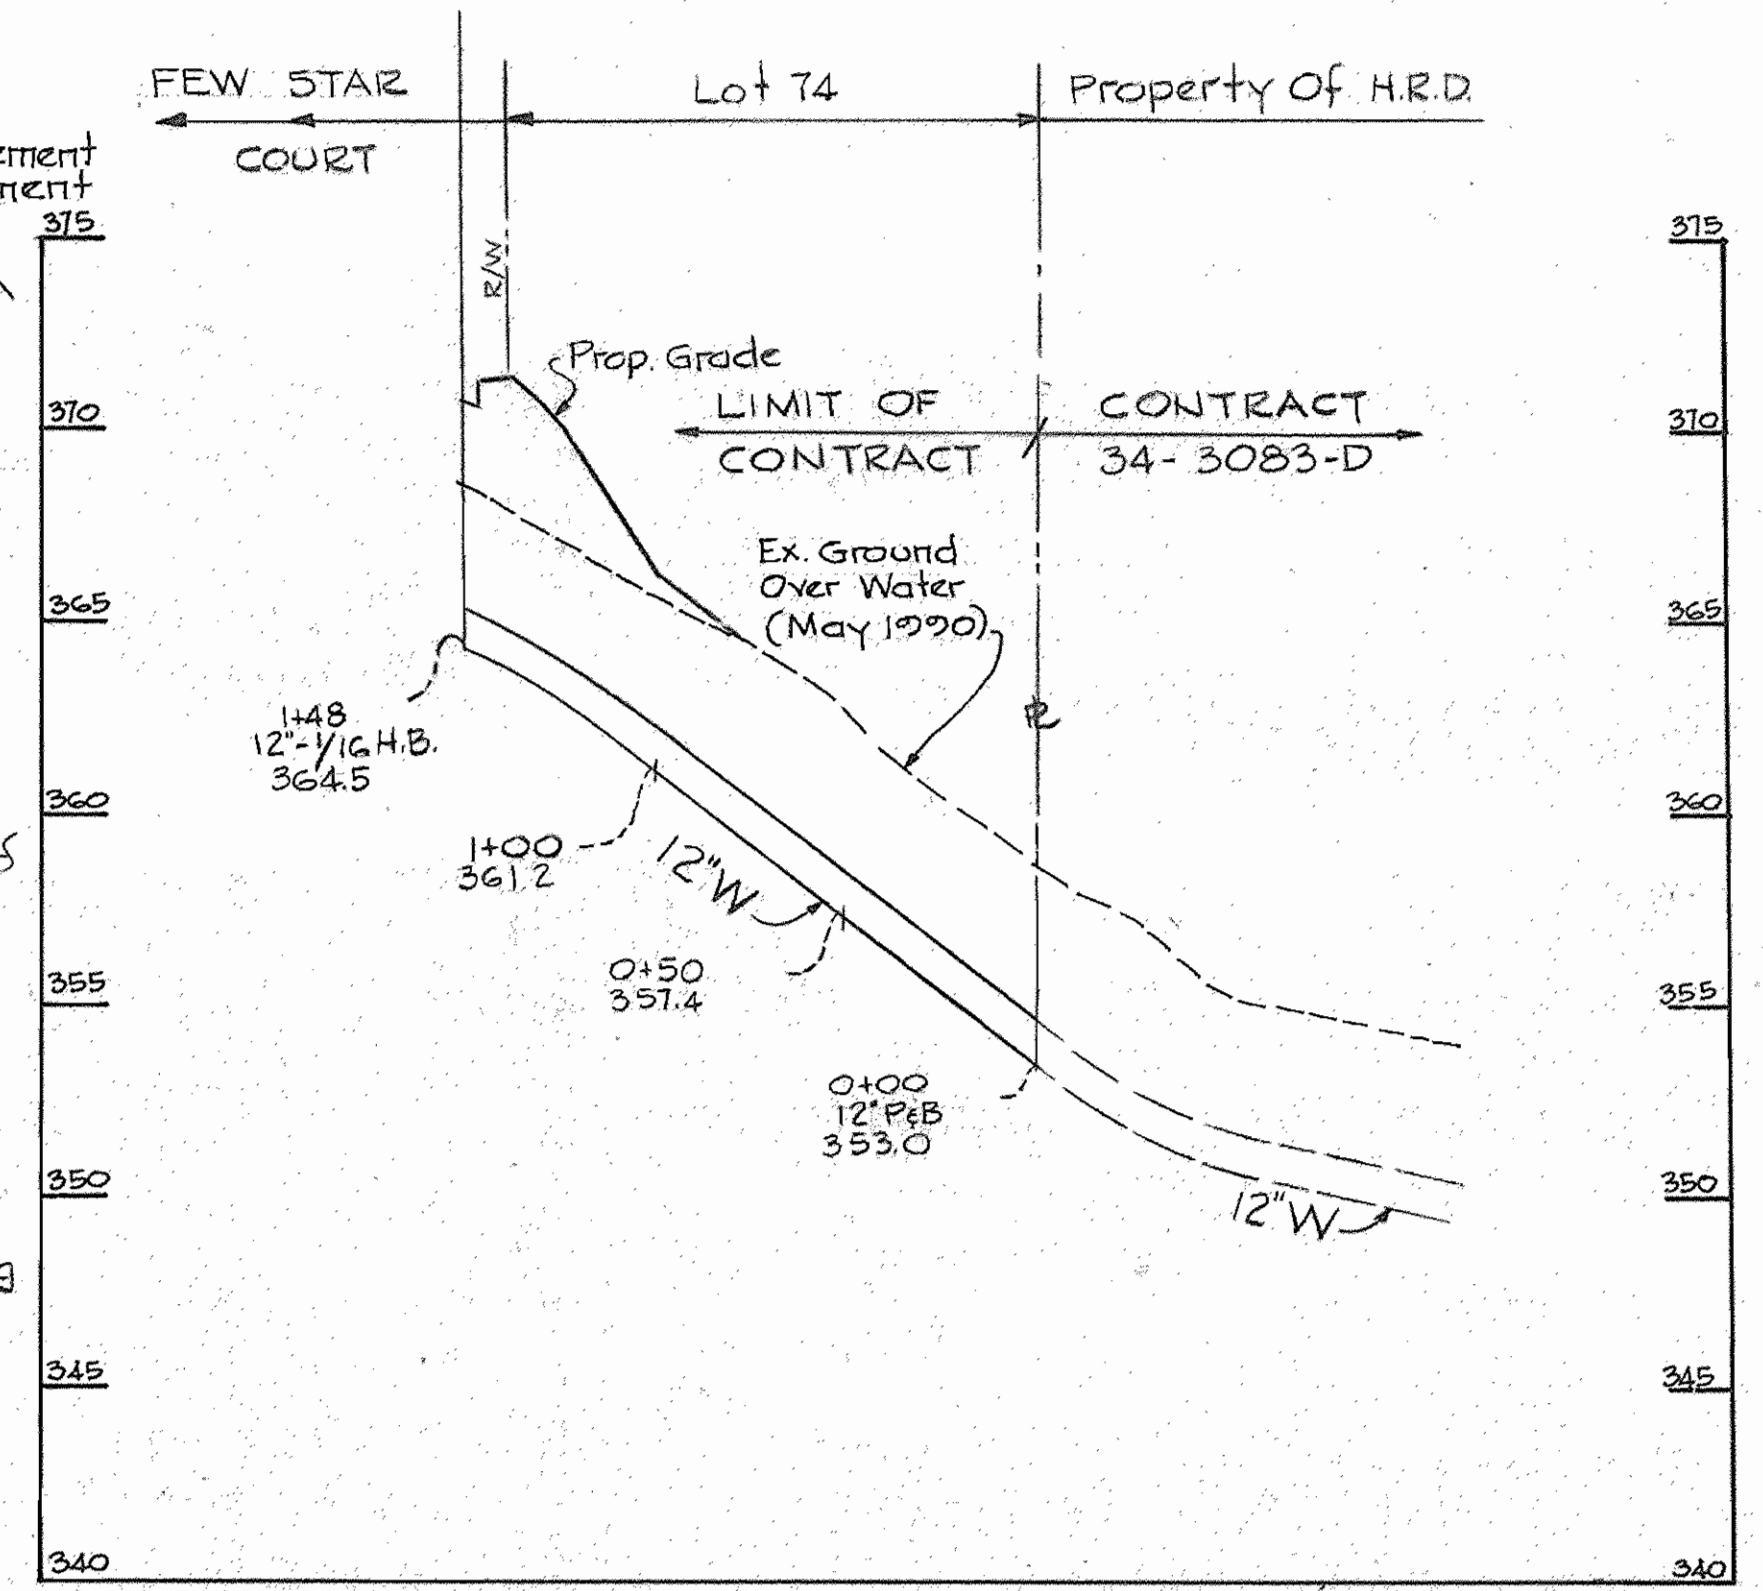 FEW STAR
COURT
Lot 74
Property Of H.R.D.
375
375
R/W
Prop. Grade
370
LIMIT OF
CONTRACT
CONTRACT
34-3083-D
370
Ex. Ground
Over Water
(May 1990)
365
365
1+48
12"-1/16 H.B.
364.5
360
360
1+00
361.2
12"W
0+50
357.4
355
355
0+00
12" P&B
353.0
350
350
12"W
345
345
340
340